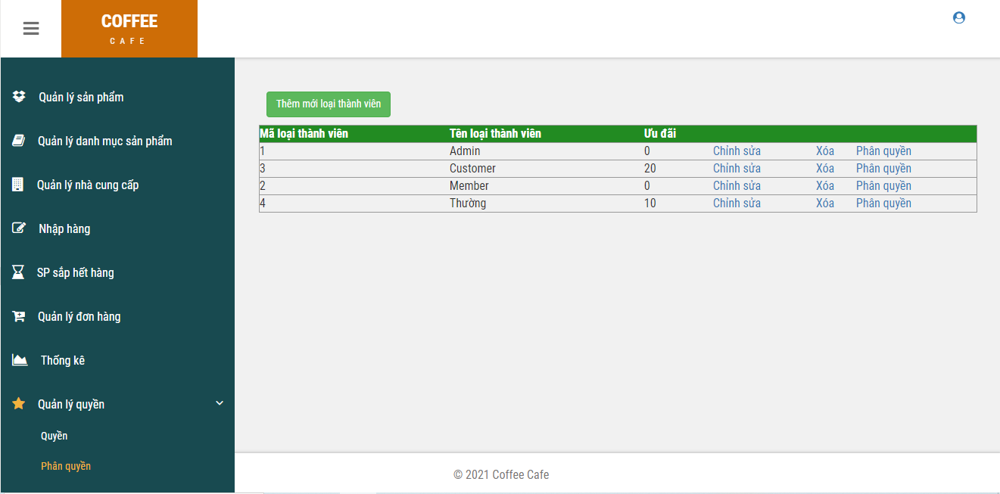 COFFEE
CAFE
Quản lý sản phẩm
Quản lý danh mục sản phẩm
Quản lý nhà cung cấp
Nhập hàng
SP sắp hết hàng
Quản lý đơn hàng
Thống kê
Quản lý quyền
Quyền
Phân quyền
Thêm mới loại thành viên
Mã loại thành viên Tên loại thành viên Ưu đãi
1 Admin 0 Chỉnh sửa Xóa Phân quyền
3 Customer 20 Chỉnh sửa Xóa Phân quyền
2 Member 0 Chỉnh sửa Xóa Phân quyền
4 Thường 10 Chỉnh sửa Xóa Phân quyền
© 2021 Coffee Cafe